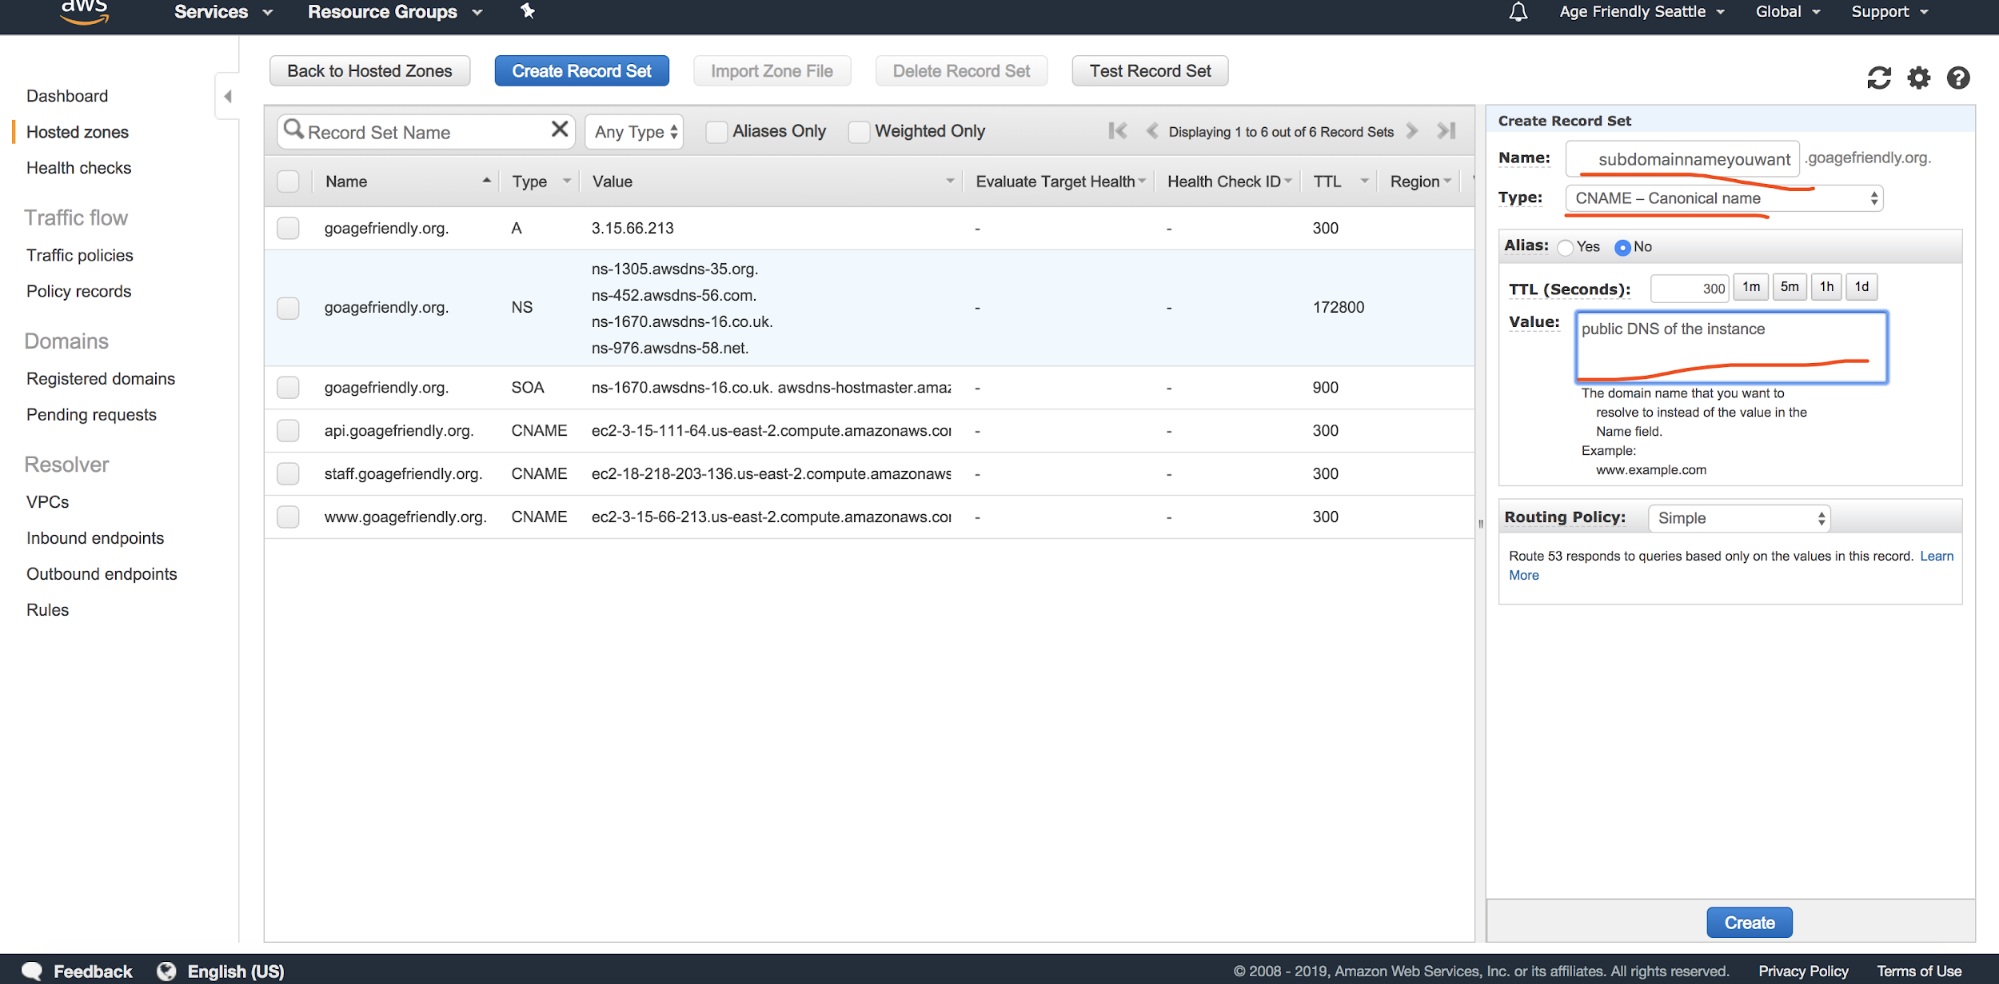 aws Services Resource Groups Age Friendly Seattle Global Support
Back to Hosted Zones Create Record Set Import Zone File Delete Record Set Test Record Set
Dashboard
Hosted zones
Health checks
Traffic flow
Traffic policies
Policy records
Domains
Registered domains
Pending requests
Resolver
VPCs
Inbound endpoints
Outbound endpoints
Rules
Record Set Name Any Type Aliases Only Weighted Only Displaying 1 to 6 out of 6 Record Sets
Name Type Value Evaluate Target Health Health Check ID TTL Region
goagefriendly.org. A 3.15.66.213 - - 300
ns-1305.awsdns-35.org.
ns-452.awsdns-56.com.
goagefriendly.org. NS - - 172800
ns-1670.awsdns-16.co.uk.
ns-976.awsdns-58.net.
goagefriendly.org. SOA ns-1670.awsdns-16.co.uk. awsdns-hostmaster.amaz - - 900
api.goagefriendly.org. CNAME ec2-3-15-111-64.us-east-2.compute.amazonaws.co - - 300
staff.goagefriendly.org. CNAME ec2-18-218-203-136.us-east-2.compute.amazonaws - - 300
www.goagefriendly.org. CNAME ec2-3-15-66-213.us-east-2.compute.amazonaws.co - - 300
Create Record Set
Name: subdomainnameyouwant .goagefriendly.org.
Type: CNAME – Canonical name
Alias: Yes No
TTL (Seconds): 300 1m 5m 1h 1d
Value: public DNS of the instance
The domain name that you want to
resolve to instead of the value in the
Name field.
Example:
www.example.com
Routing Policy: Simple
Route 53 responds to queries based only on the values in this record. Learn
More
Create
Feedback English (US) © 2008 - 2019, Amazon Web Services, Inc. or its affiliates. All rights reserved. Privacy Policy Terms of Use